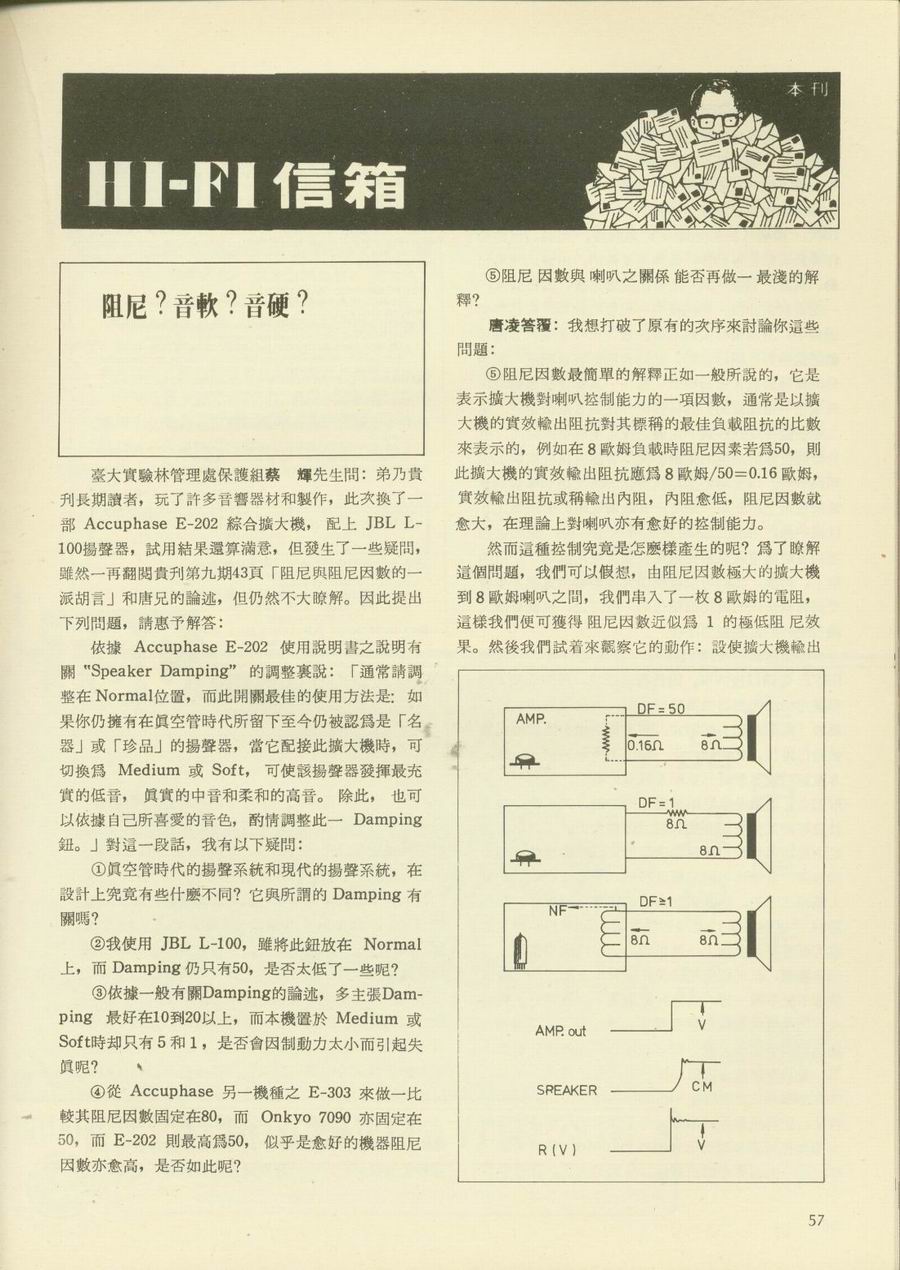 本刊
HI-FI 信箱
阻尼？音軟？音硬？
臺大實驗林管理處保護組蔡　輝先生問：弟乃貴
刋長期讀者，玩了許多音響器材和製作，此次換了一
部 Accuphase E-202 綜合擴大機， 配上 JBL L-
100揚聲器，試用結果還算滿意，但發生了一些疑問，
雖然一再翻閱貴刋第九期43頁「阻尼與阻尼因數的一
派胡言」和唐兄的論述，但仍然不大瞭解。因此提出
下列問題，請惠予解答：
依據 Accuphase E-202 使用說明書之說明有
關 “Speaker Damping” 的調整裏說：「通常請調
整在 Normal位置，而此開關最佳的使用方法是：如
果你仍擁有在眞空管時代所留下至今仍被認爲是「名
器」或「珍品」的揚聲器，當它配接此擴大機時，可
切換爲 Medium 或 Soft， 可使該揚聲器發揮最充
實的低音， 眞實的中音和柔和的高音。 除此， 也可
以依據自己所喜愛的音色，酌情調整此一 Damping
鈕。」對這一段話，我有以下疑問：
①眞空管時代的揚聲系統和現代的揚聲系統，在
設計上究竟有些什麽不同？它與所謂的 Damping 有
關嗎？
②我使用 JBL L-100，雖將此鈕放在 Normal
上，而 Damping 仍只有50，是否太低了一些呢？
③依據一般有關Damping的論述，多主張Dam-
ping 最好在10到20以上，而本機置於 Medium 或
Soft時却只有 5 和 1 ，是否會因制動力太小而引起失
眞呢？
④從 Accuphase 另一機種之 E-303 來做一比
較其阻尼因數固定在80，而 Onkyo 7090 亦固定在
50，而 E-202 則最高爲50， 似乎是愈好的機器阻尼
因數亦愈高，是否如此呢？
⑤阻尼 因數與 喇叭之關係 能否再做一 最淺的解
釋？
唐凌答覆：我想打破了原有的次序來討論你這些
問題：
⑤阻尼因數最簡單的解釋正如一般所說的，它是
表示擴大機對喇叭控制能力的一項因數，通常是以擴
大機的實效輸出阻抗對其標稱的最佳負載阻抗的比數
來表示的，例如在 8 歐姆負載時阻尼因素若爲50，則
此擴大機的實效輸出阻抗應爲 8 歐姆/50=0.16 歐姆，
實效輸出阻抗或稱輸出內阻，內阻愈低，阻尼因數就
愈大，在理論上對喇叭亦有愈好的控制能力。
然而這種控制究竟是怎麽樣產生的呢？爲了瞭解
這個問題，我們可以假想，由阻尼因數極大的擴大機
到 8 歐姆喇叭之間，我們串入了一枚 8 歐姆的電阻，
這樣我們便可獲得 阻尼因數近似爲 1 的極低阻 尼效
果。然後我們試着來觀察它的動作：設使擴大機輸出
AMP.
DF=50
0.16Ω
8Ω
DF=1
8Ω
8Ω
NF
DF≥1
8Ω
8Ω
AMP. out
V
SPEAKER
CM
R(V)
V
57